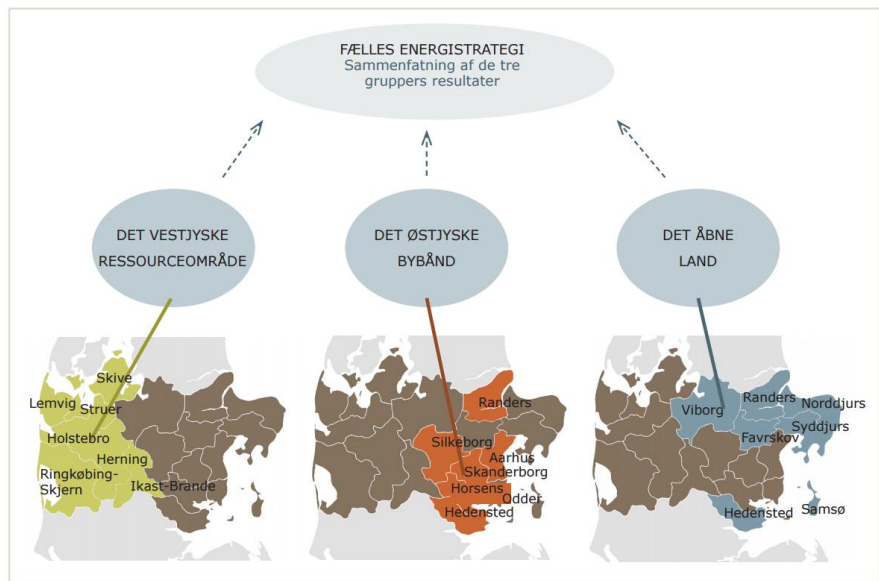 FÆLLES ENERGISTRATEGI
Sammenfatning af de tre
gruppers resultater
DET VESTJYSKE
RESSOURCEOMRÅDE
DET ØSTJYSKE
BYBÅND
DET ÅBNE
LAND
Skive
Lemvig
Struer
Holstebro
Herning
Ringkøbing-
Skjern
Ikast-Brande
Randers
Silkeborg
Aarhus
Skanderborg
Horsens
Odder
Hedensted
Viborg
Randers
Norddjurs
Syddjurs
Favrskov
Hedensted
Samsø